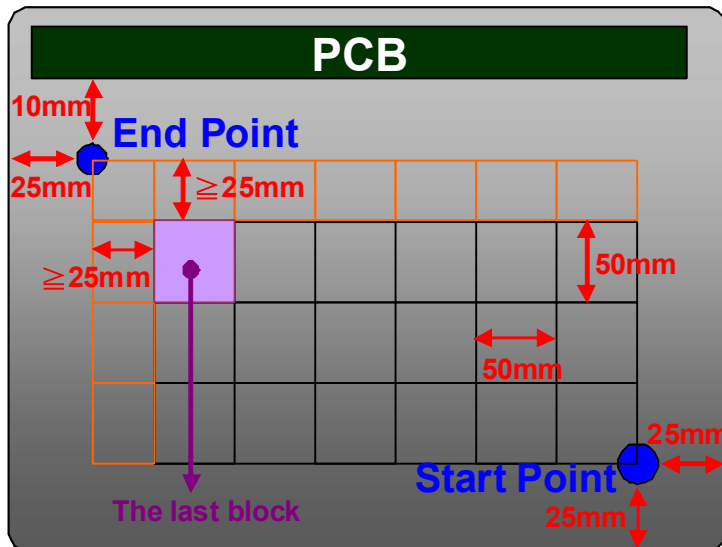 PCB
10mm
End Point
25mm
≧25mm
≧25mm
50mm
50mm
25mm
Start Point
The last block
25mm